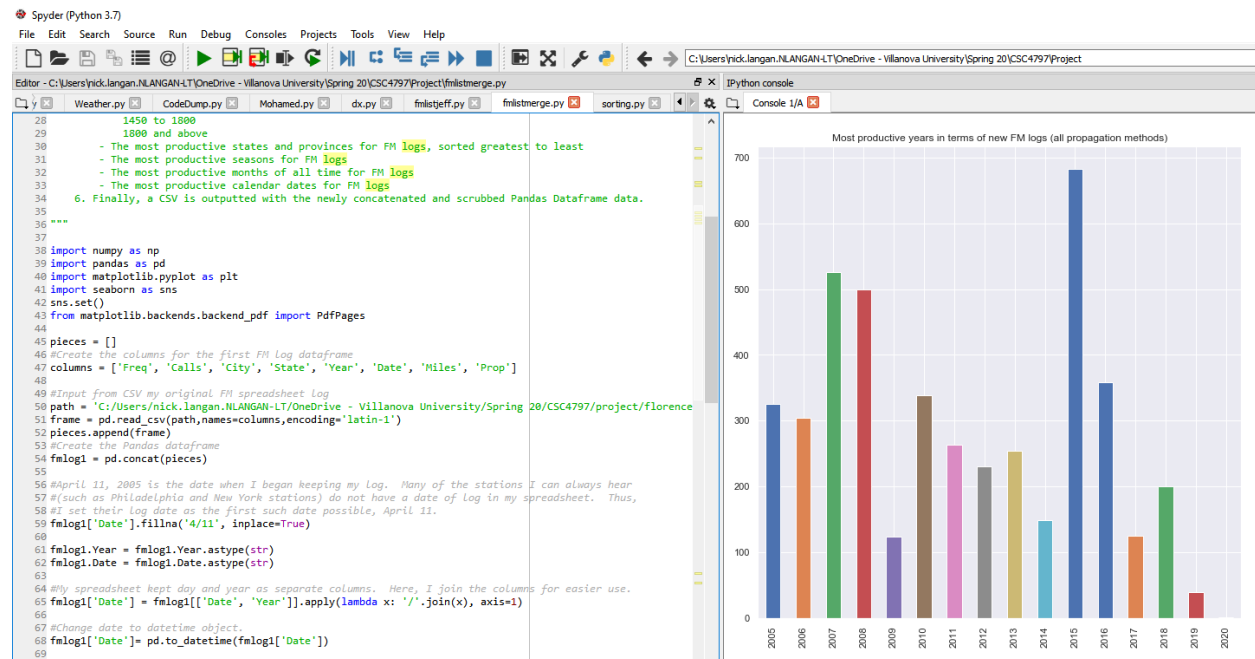 Spyder (Python 3.7)
File Edit Search Source Run Debug Consoles Projects Tools View Help
C:\Users\nick.langan.NLANGAN-LT\OneDrive - Villanova University\Spring 20\CSC4797\Project
Editor - C:\Users\nick.langan.NLANGAN-LT\OneDrive - Villanova University\Spring 20\CSC4797\Project\fmlistmerge.py
y Weather.py CodeDump.py Mohamed.py dx.py fmlistjeff.py fmlistmerge.py sorting.py
28 1450 to 1800
29 1800 and above
30 - The most productive states and provinces for FM logs, sorted greatest to least
31 - The most productive seasons for FM logs
32 - The most productive months of all time for FM logs
33 - The most productive calendar dates for FM logs
34 6. Finally, a CSV is outputted with the newly concatenated and scrubbed Pandas Dataframe data.
35
36 """
37
38 import numpy as np
39 import pandas as pd
40 import matplotlib.pyplot as plt
41 import seaborn as sns
42 sns.set()
43 from matplotlib.backends.backend_pdf import PdfPages
44
45 pieces = []
46 #Create the columns for the first FM log dataframe
47 columns = ['Freq', 'Calls', 'City', 'State', 'Year', 'Date', 'Miles', 'Prop']
48
49 #Input from CSV my original FM spreadsheet log
50 path = 'C:/Users/nick.langan.NLANGAN-LT/OneDrive - Villanova University/Spring 20/CSC4797/project/florence
51 frame = pd.read_csv(path,names=columns,encoding='latin-1')
52 pieces.append(frame)
53 #Create the Pandas dataframe
54 fmlog1 = pd.concat(pieces)
55
56 #April 11, 2005 is the date when I began keeping my log.  Many of the stations I can always hear
57 #(such as Philadelphia and New York stations) do not have a date of log in my spreadsheet.  Thus,
58 #I set their log date as the first such date possible, April 11.
59 fmlog1['Date'].fillna('4/11', inplace=True)
60
61 fmlog1.Year = fmlog1.Year.astype(str)
62 fmlog1.Date = fmlog1.Date.astype(str)
63
64 #My spreadsheet kept day and year as separate columns.  Here, I join the columns for easier use.
65 fmlog1['Date'] = fmlog1[['Date', 'Year']].apply(lambda x: '/'.join(x), axis=1)
66
67 #Change date to datetime object.
68 fmlog1['Date']= pd.to_datetime(fmlog1['Date'])
69
IPython console
Console 1/A
Most productive years in terms of new FM logs (all propagation methods)
700
600
500
400
300
200
100
0
2005 2006 2007 2008 2009 2010 2011 2012 2013 2014 2015 2016 2017 2018 2019 2020